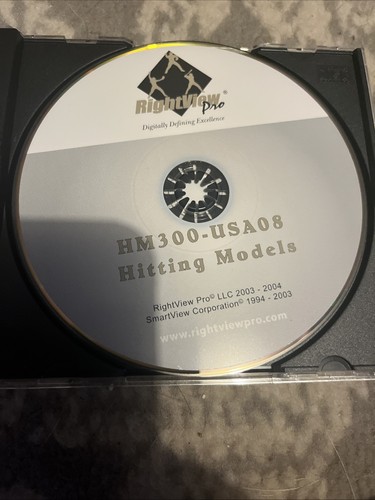 RightView®
Pro
Digitally Defining Excellence
HM300-USA08
Hitting Models
RightView Pro© LLC 2003 - 2004
SmartView Corporation© 1994 - 2003
www.rightviewpro.com